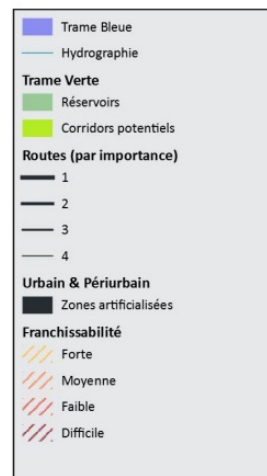 Trame Bleue
Hydrographie
Trame Verte
Réservoirs
Corridors potentiels
Routes (par importance)
1
2
3
4
Urbain & Périurbain
Zones artificialisées
Franchissabilité
Forte
Moyenne
Faible
Difficile